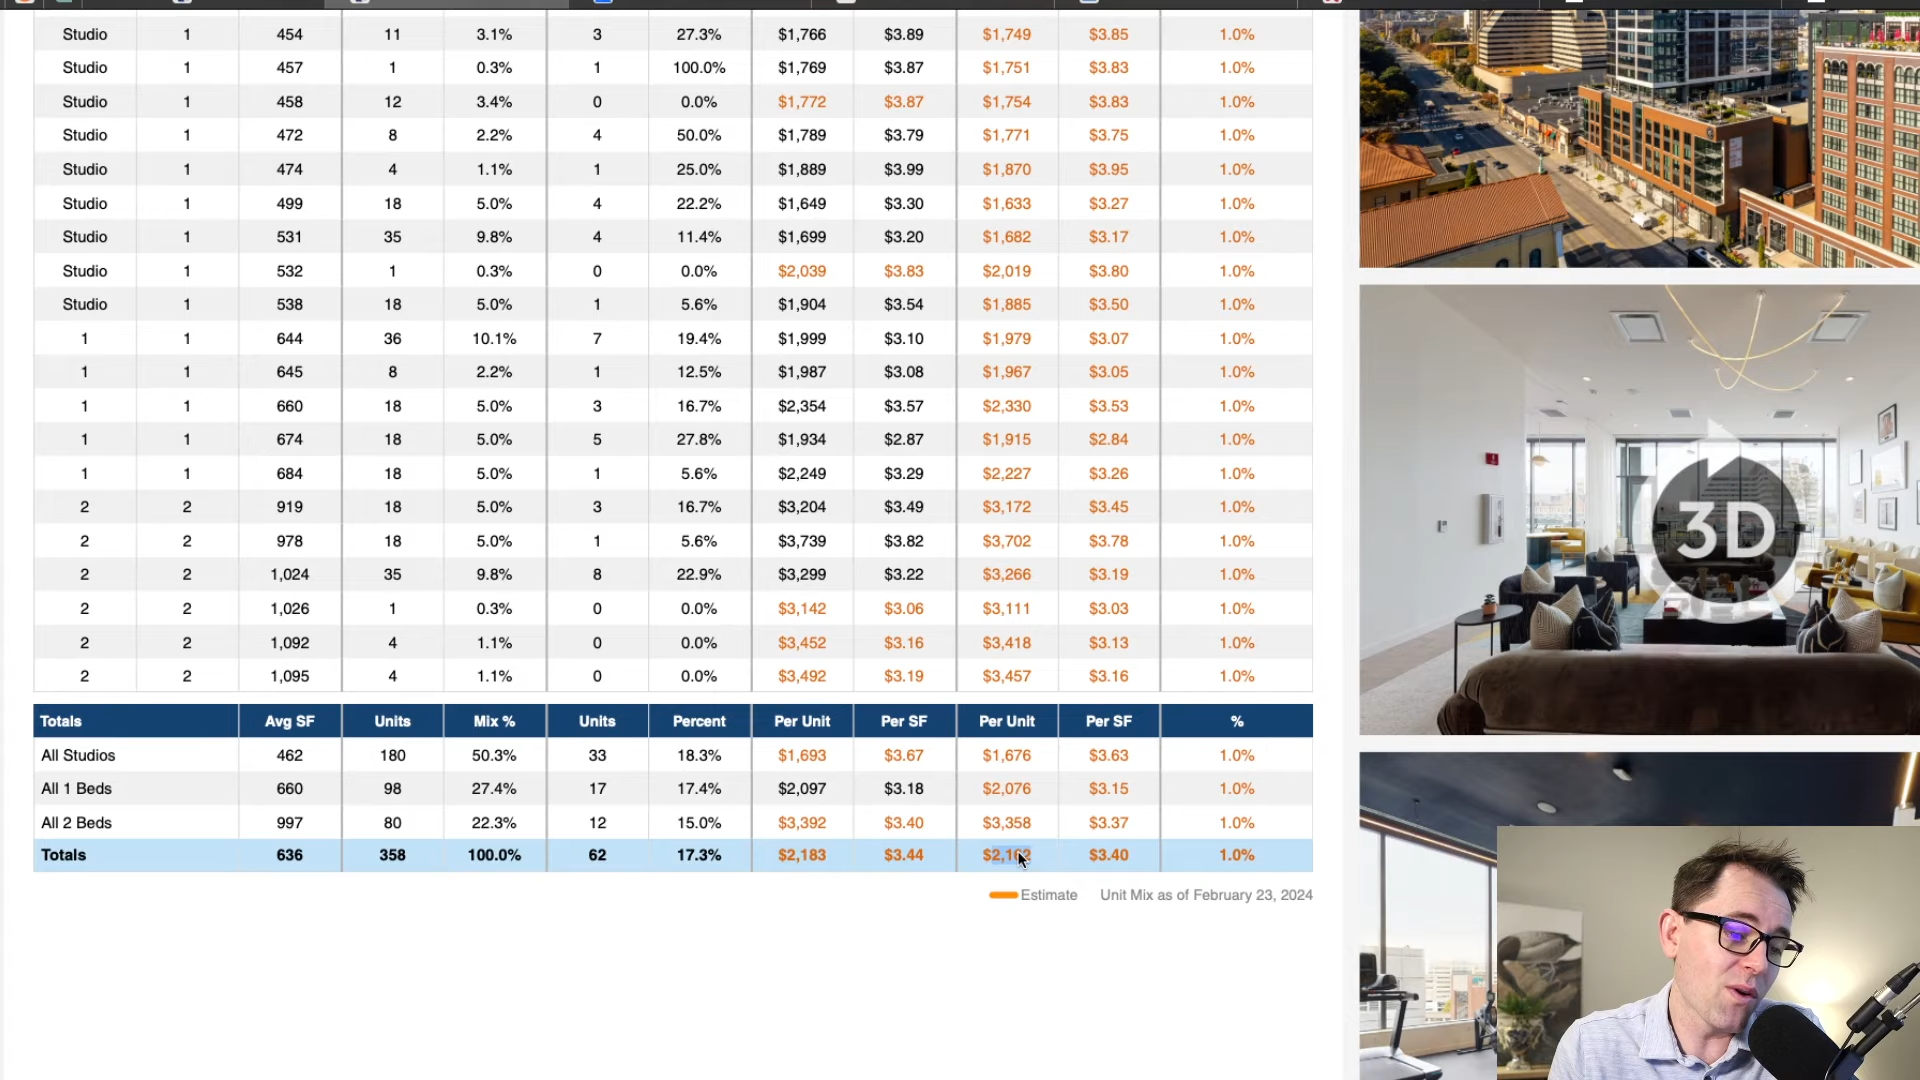 Studio 1 454 11 3.1% 3 27.3% $1,766 $3.89 $1,749 $3.85 1.0%
Studio 1 457 1 0.3% 1 100.0% $1,769 $3.87 $1,751 $3.83 1.0%
Studio 1 458 12 3.4% 0 0.0% $1,772 $3.87 $1,754 $3.83 1.0%
Studio 1 472 8 2.2% 4 50.0% $1,789 $3.79 $1,771 $3.75 1.0%
Studio 1 474 4 1.1% 1 25.0% $1,889 $3.99 $1,870 $3.95 1.0%
Studio 1 499 18 5.0% 4 22.2% $1,649 $3.30 $1,633 $3.27 1.0%
Studio 1 531 35 9.8% 4 11.4% $1,699 $3.20 $1,682 $3.17 1.0%
Studio 1 532 1 0.3% 0 0.0% $2,039 $3.83 $2,019 $3.80 1.0%
Studio 1 538 18 5.0% 1 5.6% $1,904 $3.54 $1,885 $3.50 1.0%
1 1 644 36 10.1% 7 19.4% $1,999 $3.10 $1,979 $3.07 1.0%
1 1 645 8 2.2% 1 12.5% $1,987 $3.08 $1,967 $3.05 1.0%
1 1 660 18 5.0% 3 16.7% $2,354 $3.57 $2,330 $3.53 1.0%
1 1 674 18 5.0% 5 27.8% $1,934 $2.87 $1,915 $2.84 1.0%
1 1 684 18 5.0% 1 5.6% $2,249 $3.29 $2,227 $3.26 1.0%
2 2 919 18 5.0% 3 16.7% $3,204 $3.49 $3,172 $3.45 1.0%
2 2 978 18 5.0% 1 5.6% $3,739 $3.82 $3,702 $3.78 1.0%
2 2 1,024 35 9.8% 8 22.9% $3,299 $3.22 $3,266 $3.19 1.0%
2 2 1,026 1 0.3% 0 0.0% $3,142 $3.06 $3,111 $3.03 1.0%
2 2 1,092 4 1.1% 0 0.0% $3,452 $3.16 $3,418 $3.13 1.0%
2 2 1,095 4 1.1% 0 0.0% $3,492 $3.19 $3,457 $3.16 1.0%
Totals Avg SF Units Mix % Units Percent Per Unit Per SF Per Unit Per SF %
All Studios 462 180 50.3% 33 18.3% $1,693 $3.67 $1,676 $3.63 1.0%
All 1 Beds 660 98 27.4% 17 17.4% $2,097 $3.18 $2,076 $3.15 1.0%
All 2 Beds 997 80 22.3% 12 15.0% $3,392 $3.40 $3,358 $3.37 1.0%
Totals 636 358 100.0% 62 17.3% $2,183 $3.44 $3.40 1.0%
Estimate Unit Mix as of February 23, 2024
3D